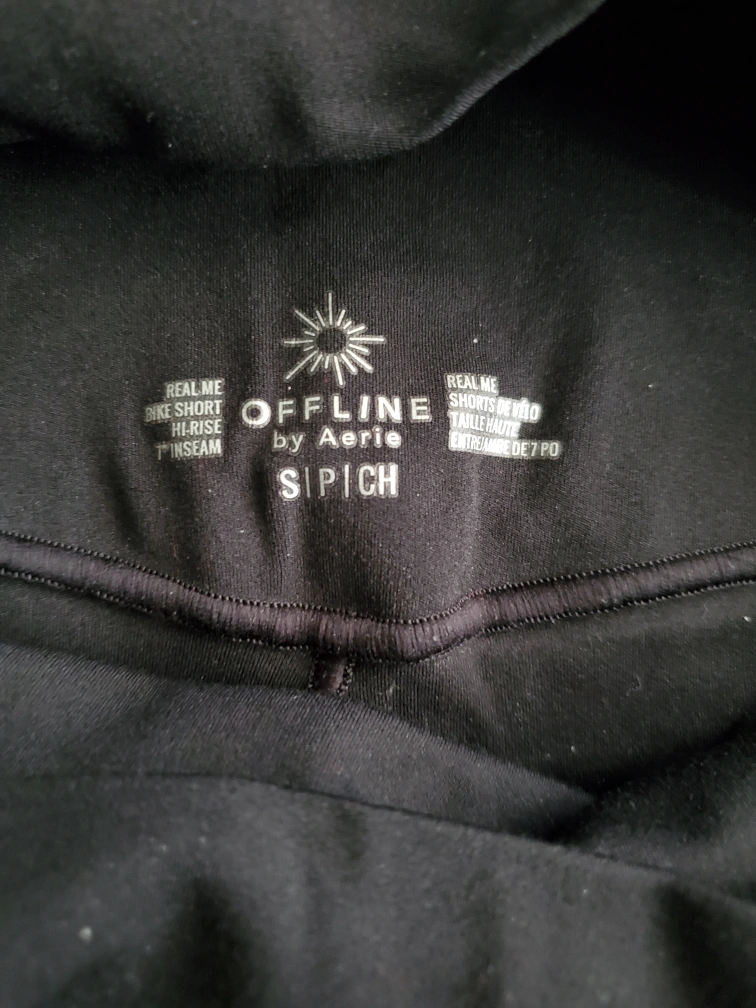 REAL ME
BIKE SHORT
HI-RISE
7" INSEAM
OFFLINE
by Aerie
S|P|CH
REAL ME
SHORTS DE VÉLO
TAILLE HAUTE
ENTREJAMBE DE 7 PO